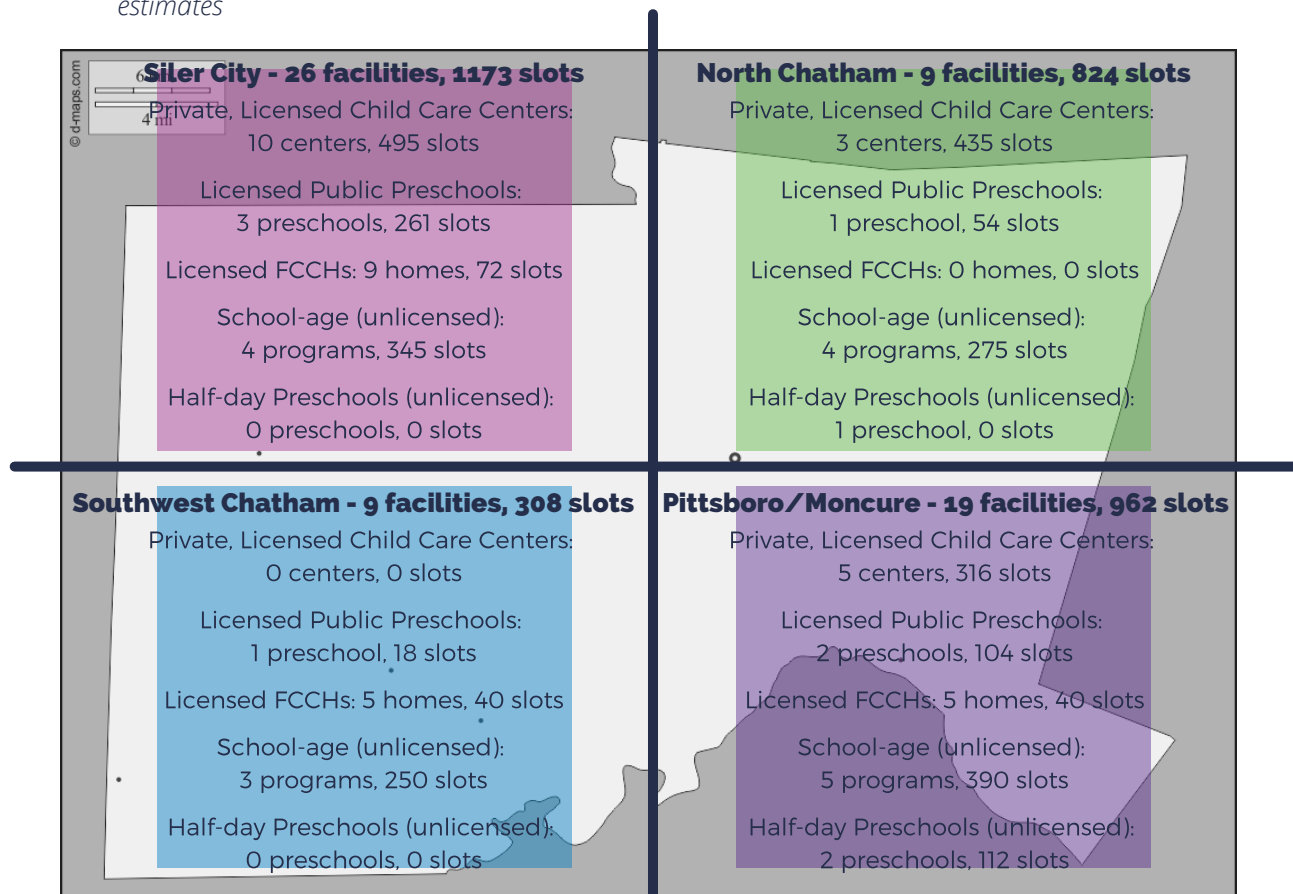 estimates
© d-maps.com
Siler City - 26 facilities, 1173 slots
Private, Licensed Child Care Centers:
10 centers, 495 slots
Licensed Public Preschools:
3 preschools, 261 slots
Licensed FCCHs: 9 homes, 72 slots
School-age (unlicensed):
4 programs, 345 slots
Half-day Preschools (unlicensed):
0 preschools, 0 slots
North Chatham - 9 facilities, 824 slots
Private, Licensed Child Care Centers:
3 centers, 435 slots
Licensed Public Preschools:
1 preschool, 54 slots
Licensed FCCHs: 0 homes, 0 slots
School-age (unlicensed):
4 programs, 275 slots
Half-day Preschools (unlicensed):
1 preschool, 0 slots
Southwest Chatham - 9 facilities, 308 slots
Private, Licensed Child Care Centers:
0 centers, 0 slots
Licensed Public Preschools:
1 preschool, 18 slots
Licensed FCCHs: 5 homes, 40 slots
School-age (unlicensed):
3 programs, 250 slots
Half-day Preschools (unlicensed):
0 preschools, 0 slots
Pittsboro/Moncure - 19 facilities, 962 slots
Private, Licensed Child Care Centers:
5 centers, 316 slots
Licensed Public Preschools:
2 preschools, 104 slots
Licensed FCCHs: 5 homes, 40 slots
School-age (unlicensed):
5 programs, 390 slots
Half-day Preschools (unlicensed):
2 preschools, 112 slots